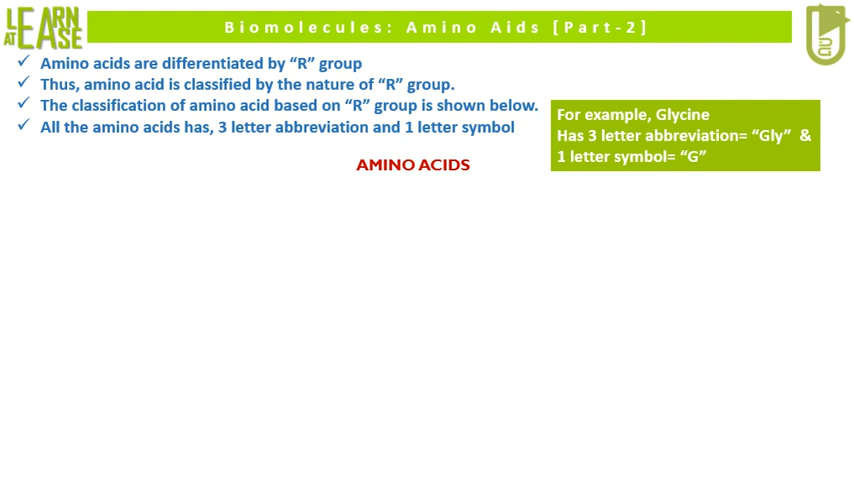 LEARN
AT EASE
Biomolecules: Amino Aids [Part-2]
✓ Amino acids are differentiated by “R” group
✓ Thus, amino acid is classified by the nature of “R” group.
✓ The classification of amino acid based on “R” group is shown below.
✓ All the amino acids has, 3 letter abbreviation and 1 letter symbol
For example, Glycine
Has 3 letter abbreviation= “Gly” &
1 letter symbol= “G”
AMINO ACIDS